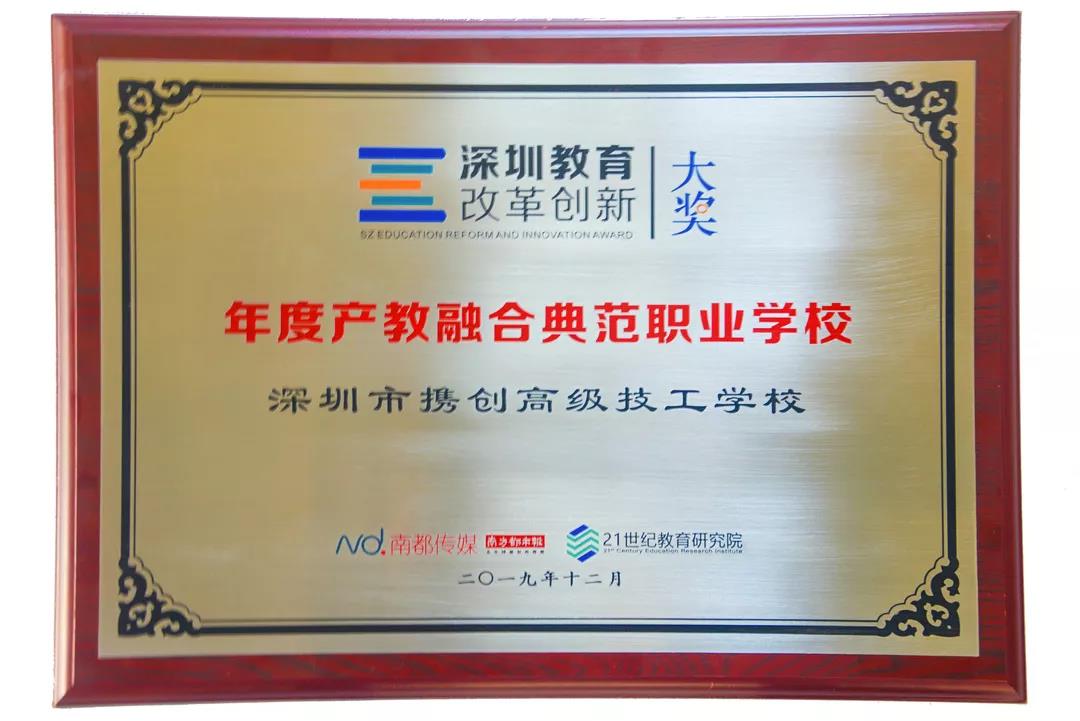 深圳教育
改革创新
SZ EDUCATION REFORM AND INNOVATION AWARD
大奖
年度产教融合典范职业学校
深圳市携创高级技工学校
Nd.南都传媒 南方都市報 21世纪教育研究院
21st Century Education Research Institute
二〇一九年十二月